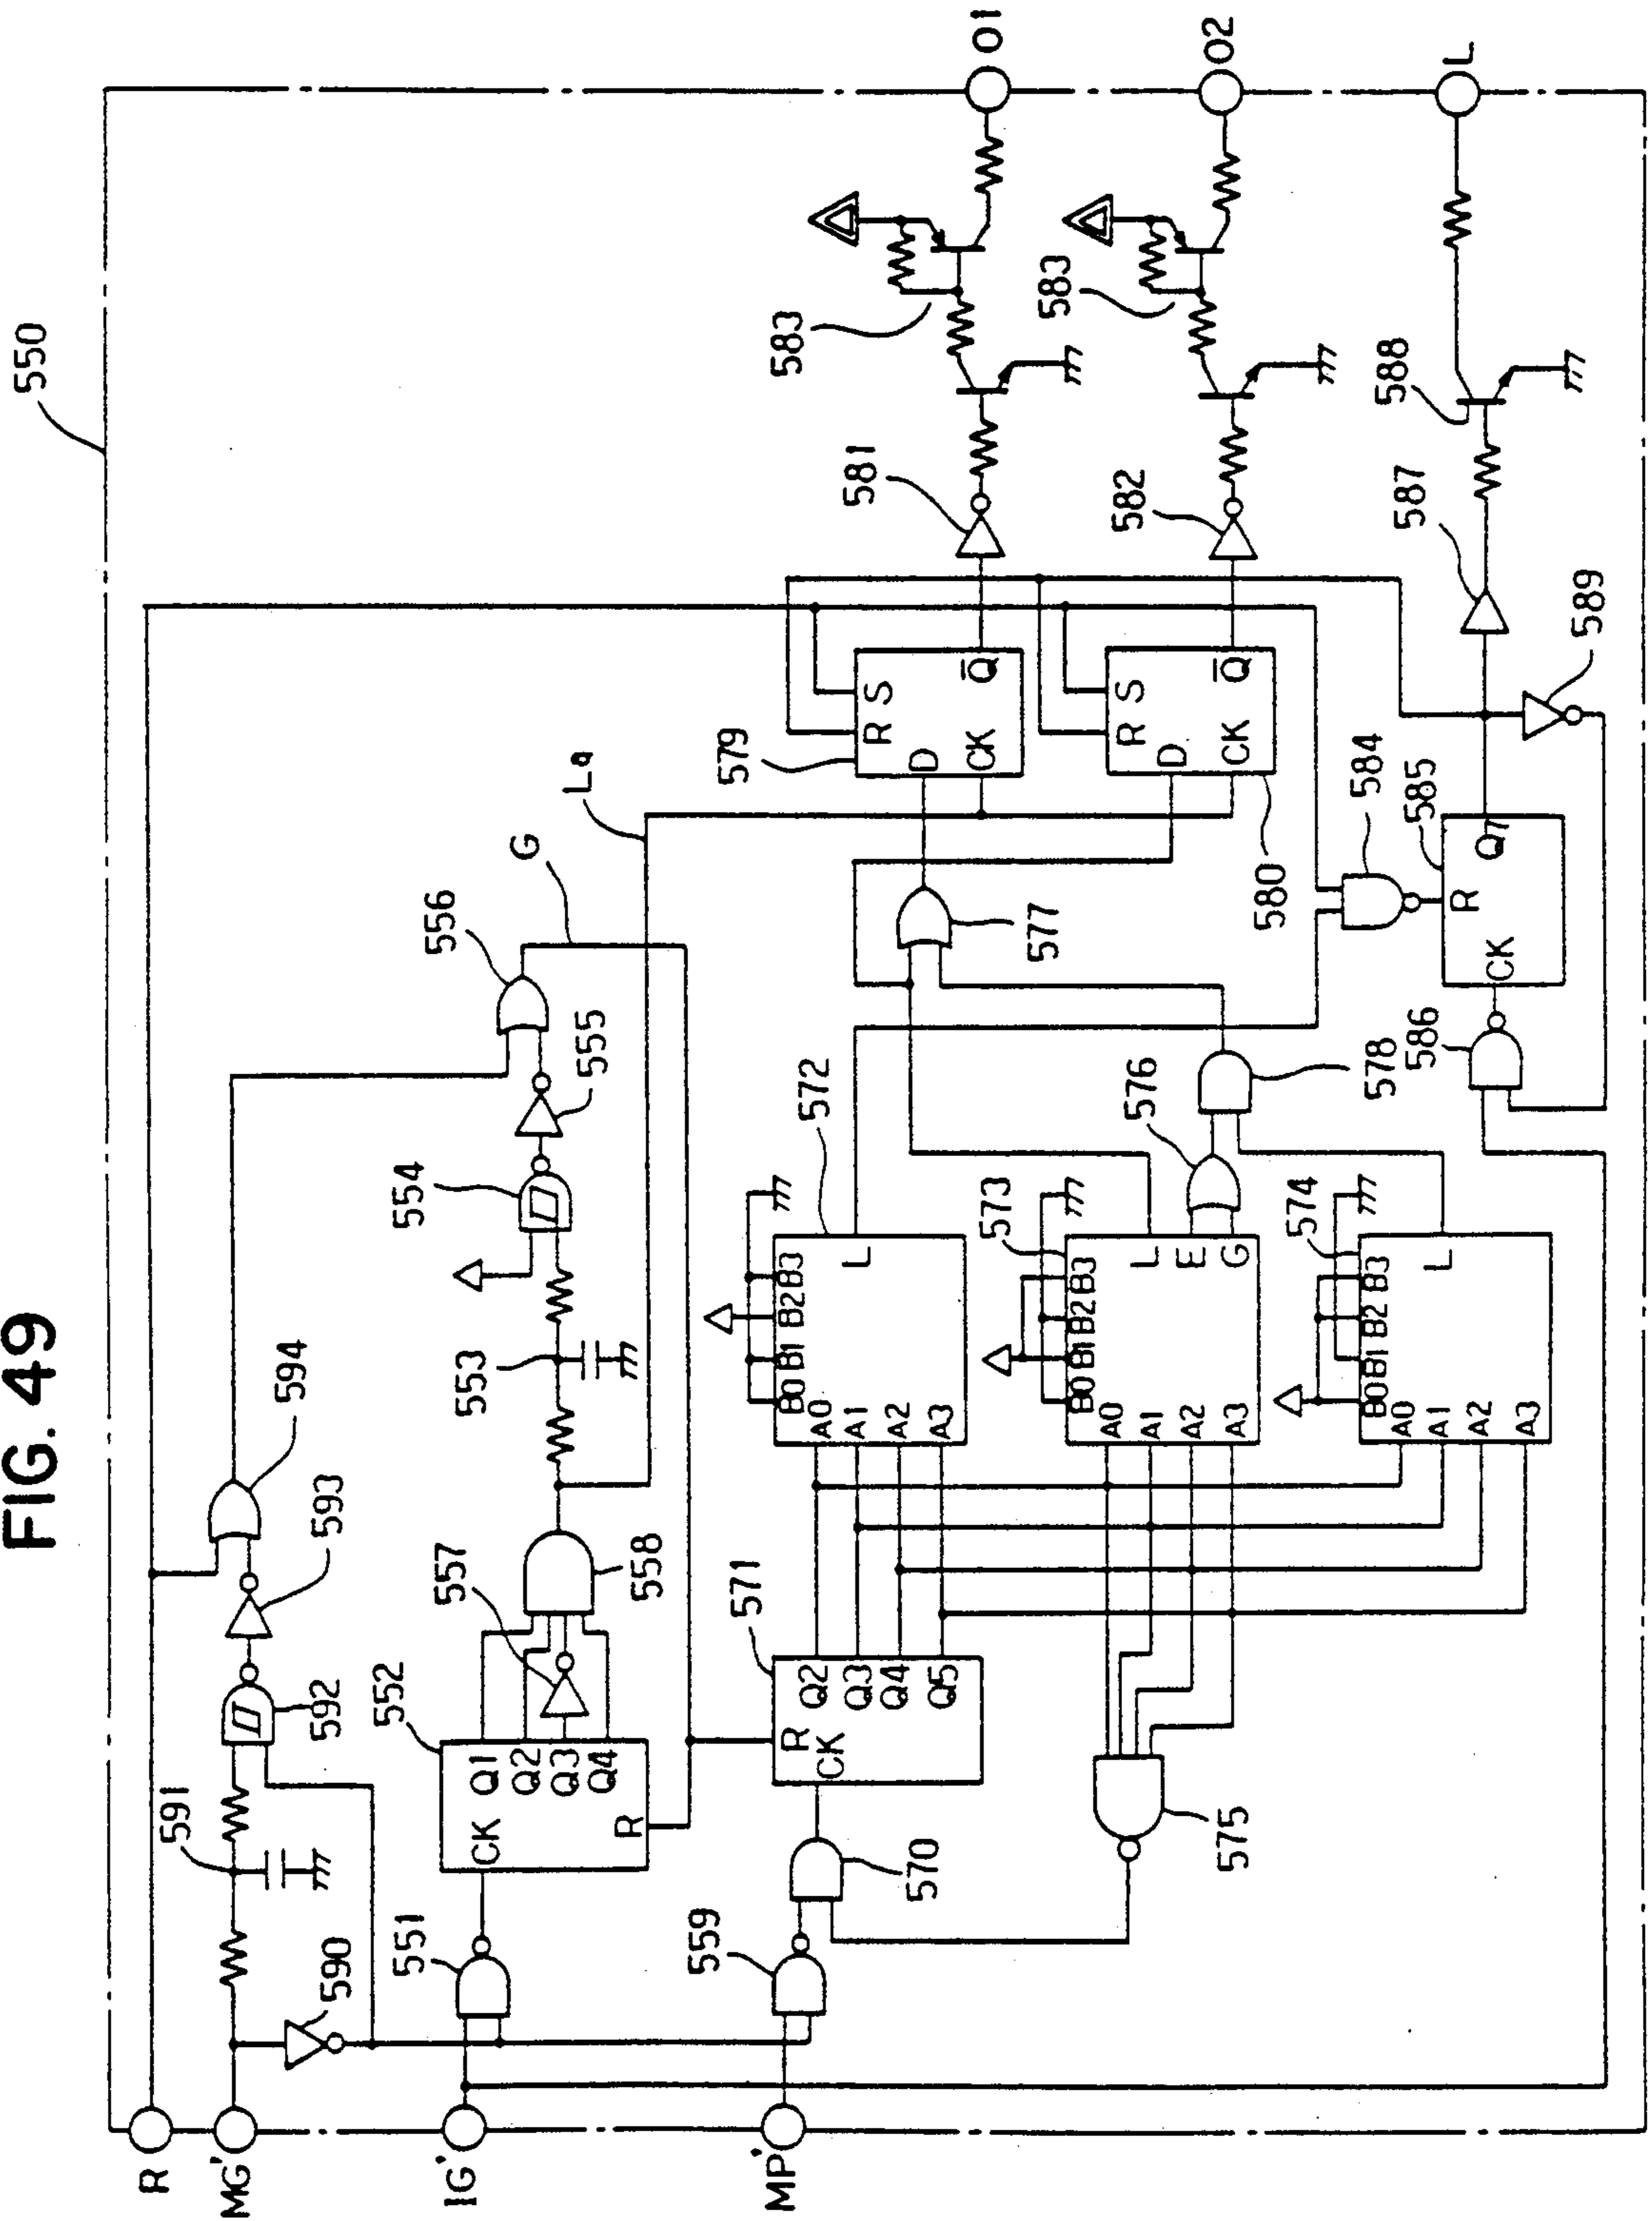 FIG. 49
550
R
MG'
IG'
MP'
O1
O2
L
590
591
592
593
594
551
552
CK
R
Q1
Q2
Q3
Q4
557
558
553
554
555
556
G
La
559
570
571
R
CK
Q2
Q3
Q4
Q5
575
572
B0
B1
B2
B3
A0
A1
A2
A3
L
573
B0
B1
B2
B3
A0
A1
A2
A3
L
E
G
574
B0
B1
B2
B3
A0
A1
A2
A3
L
576
577
578
579
R
S
D
CK
Q̅
580
R
S
D
CK
Q̅
581
582
583
583
584
585
R
CK
Q7
586
587
588
589